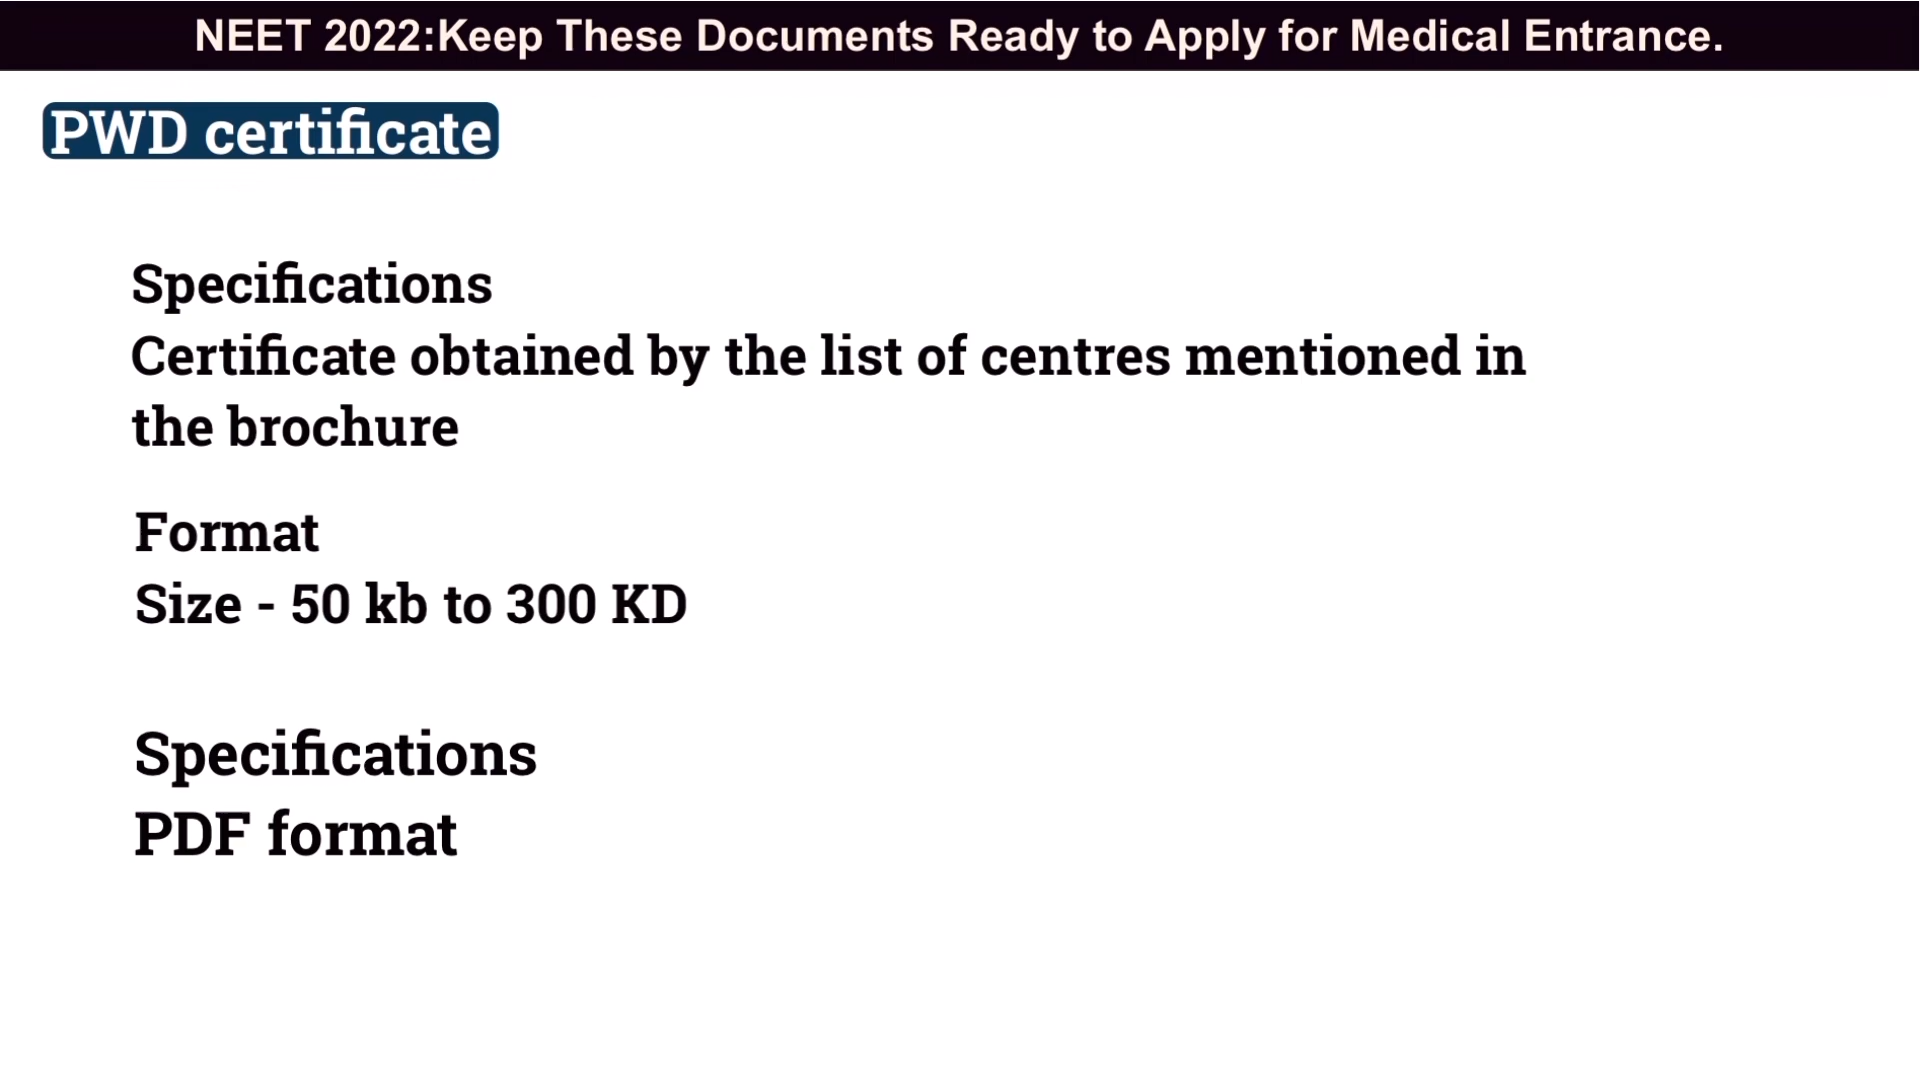 NEET 2022:Keep These Documents Ready to Apply for Medical Entrance.
PWD certificate
Specifications
Certificate obtained by the list of centres mentioned in
the brochure
Format
Size - 50 kb to 300 KD
Specifications
PDF format